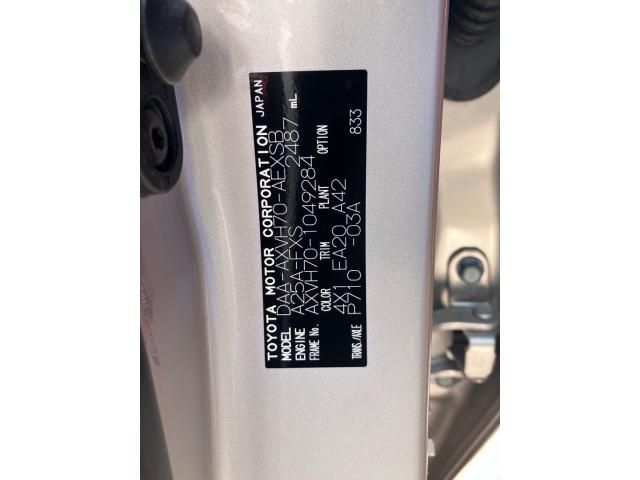 TOYOTA MOTOR CORPORATION JAPAN
MODEL DAA-AXVH70-AEXSB
ENGINE A25A-FXS 2487 mL
FRAME No. AXVH70-1049284
COLOR TRIM PLANT OPTION
4X1 EA20 A42 833
TRANS./AXLE P710 -03A